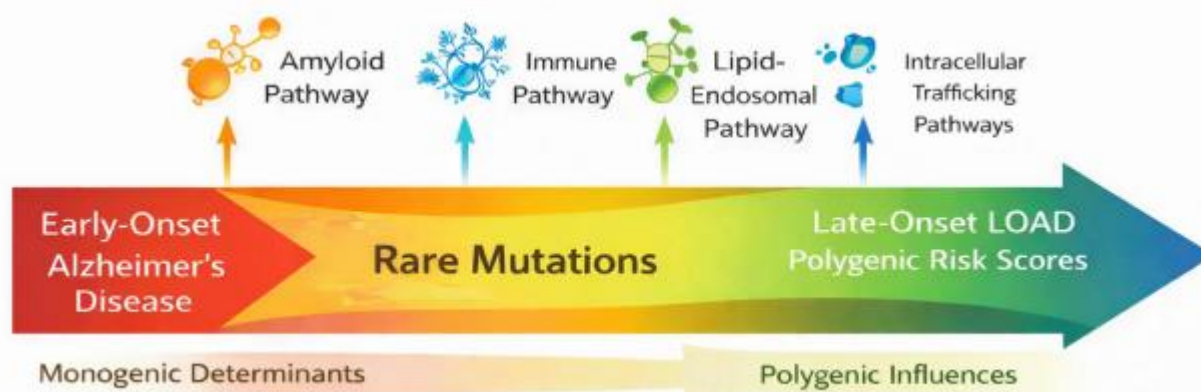 Amyloid
Pathway
Immune
Pathway
Lipid-
Endosomal
Pathway
Intracellular
Trafficking
Pathways
Early-Onset
Alzheimer's
Disease
Rare Mutations
Late-Onset LOAD
Polygenic Risk Scores
Monogenic Determinants
Polygenic Influences